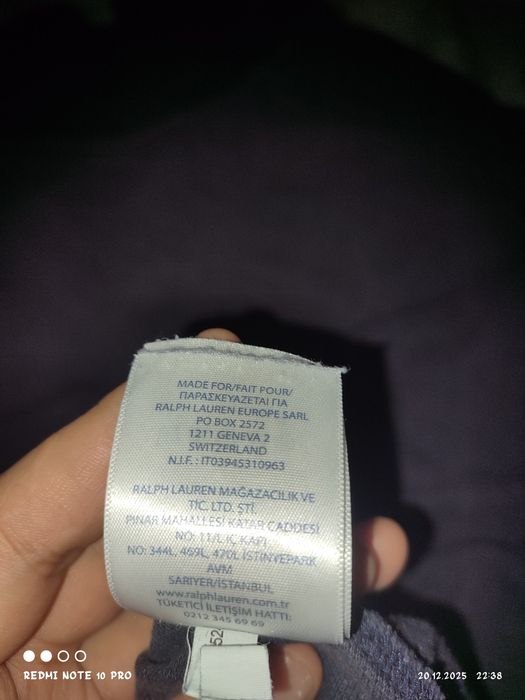 MADE FOR/FAIT POUR/
ΠΑΡΑΣΚΕΥΑΖΕΤΑΙ ΓΙΑ
RALPH LAUREN EUROPE SARL
PO BOX 2572
1211 GENEVA 2
SWITZERLAND
N.I.F. : IT03945310963
RALPH LAUREN MAĞAZACILIK VE
TİC. LTD. ŞTİ.
PINAR MAHALLESİ KATAR CADDESİ
NO: 11/1, İÇ KAPI
NO: 344L, 469L, 470L İSTİNYEPARK
AVM
SARIYER/İSTANBUL
www.ralphlauren.com.tr
TÜKETİCİ İLETİŞİM HATTI:
0212 345 69 69
52
REDMI NOTE 10 PRO
20.12.2025 22:38